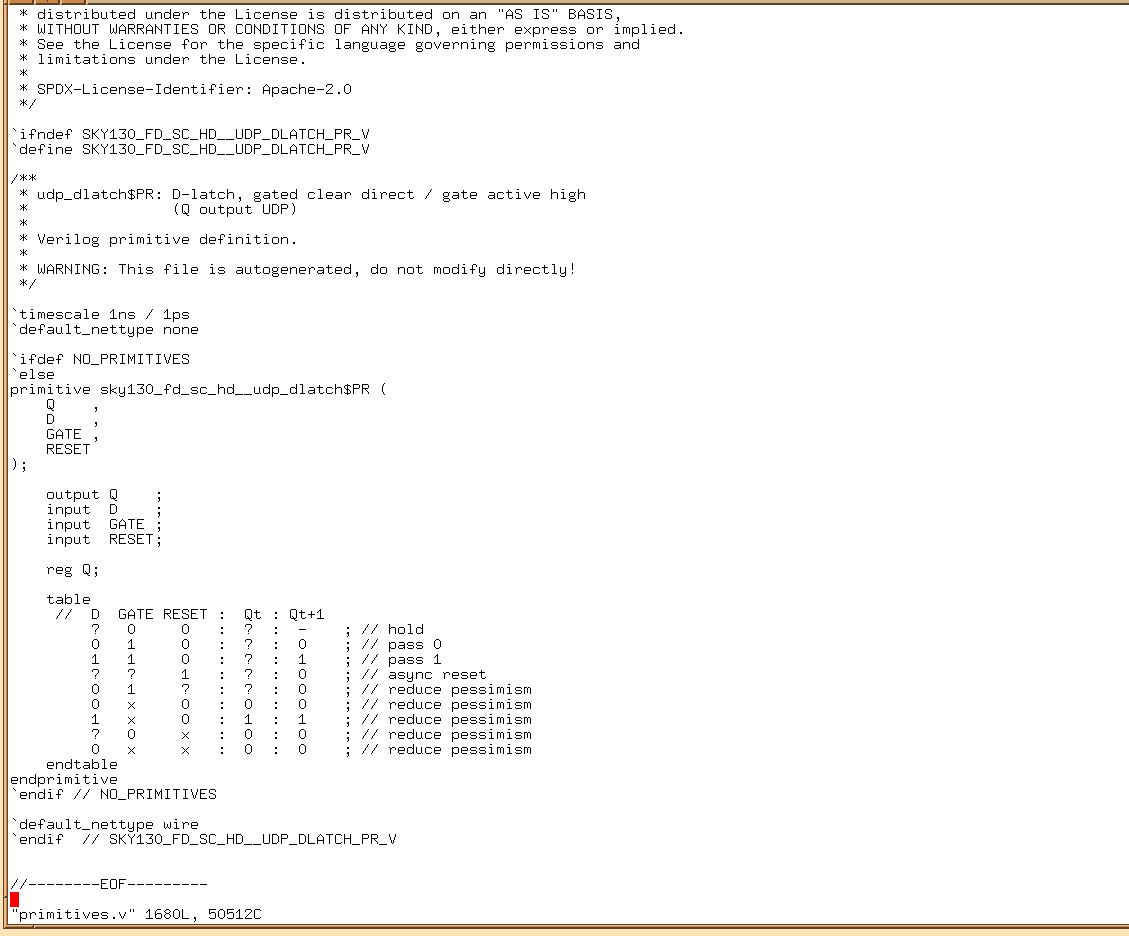 * distributed under the License is distributed on an "AS IS" BASIS,
 * WITHOUT WARRANTIES OR CONDITIONS OF ANY KIND, either express or implied.
 * See the License for the specific language governing permissions and
 * limitations under the License.
 *
 * SPDX-License-Identifier: Apache-2.0
 */

`ifndef SKY130_FD_SC_HD__UDP_DLATCH_PR_V
`define SKY130_FD_SC_HD__UDP_DLATCH_PR_V

/**
 * udp_dlatch$PR: D-latch, gated clear direct / gate active high
 *                (Q output UDP)
 *
 * Verilog primitive definition.
 *
 * WARNING: This file is autogenerated, do not modify directly!
 */

`timescale 1ns / 1ps
`default_nettype none

`ifdef NO_PRIMITIVES
`else
primitive sky130_fd_sc_hd__udp_dlatch$PR (
    Q    ,
    D    ,
    GATE ,
    RESET
);

    output Q    ;
    input  D    ;
    input  GATE ;
    input  RESET;

    reg Q;

    table
     //  D  GATE RESET :  Qt : Qt+1
         ?   0     0   :  ?  :  -    ; // hold
         0   1     0   :  ?  :  0    ; // pass 0
         1   1     0   :  ?  :  1    ; // pass 1
         ?   ?     1   :  ?  :  0    ; // async reset
         0   1     ?   :  ?  :  0    ; // reduce pessimism
         0   x     0   :  0  :  0    ; // reduce pessimism
         1   x     0   :  1  :  1    ; // reduce pessimism
         ?   0     x   :  0  :  0    ; // reduce pessimism
         0   x     x   :  0  :  0    ; // reduce pessimism
    endtable
endprimitive
`endif // NO_PRIMITIVES

`default_nettype wire
`endif  // SKY130_FD_SC_HD__UDP_DLATCH_PR_V


//--------EOF---------

"primitives.v" 1680L, 50512C